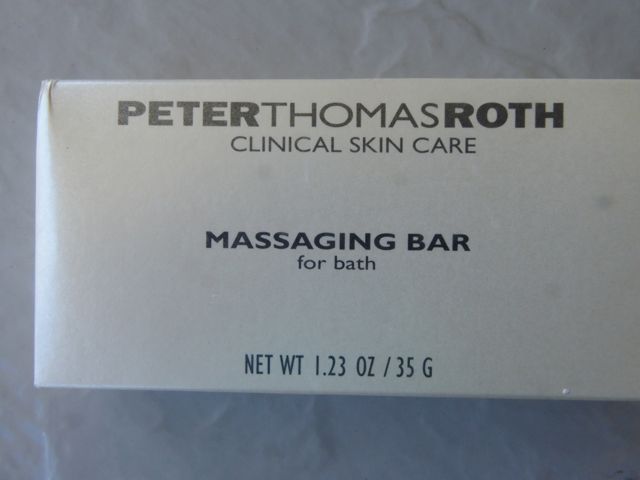 PETERTHOMASROTH
CLINICAL SKIN CARE
MASSAGING BAR
for bath
NET WT 1.23 OZ / 35 G